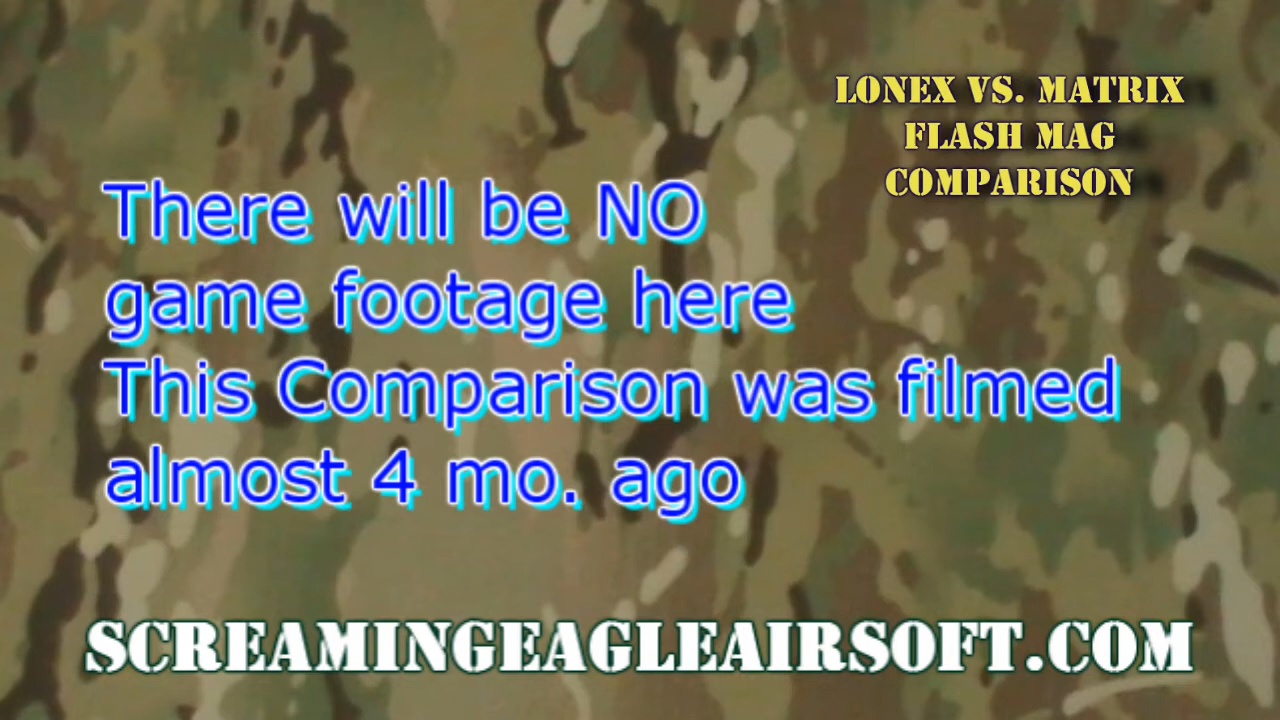 LONEX VS. MATRIX
FLASH MAG
COMPARISON
There will be NO
game footage here
This Comparison was filmed
almost 4 mo. ago
SCREAMINGEAGLEAIRSOFT.COM